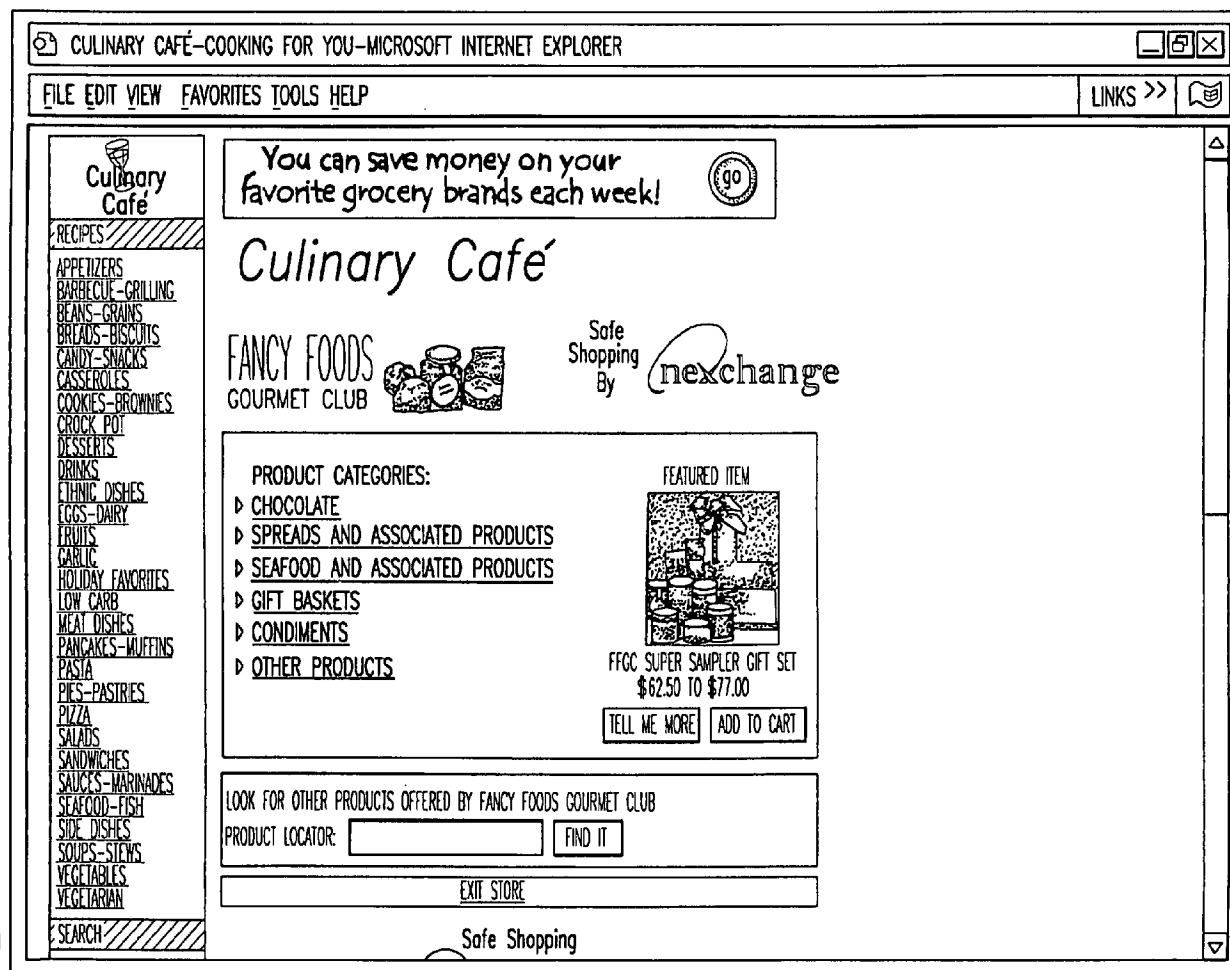 CULINARY CAFÉ-COOKING FOR YOU-MICROSOFT INTERNET EXPLORER
FILE EDIT VIEW FAVORITES TOOLS HELP
LINKS >>
Culinary
Café
RECIPES
APPETIZERS
BARBECUE-GRILLING
BEANS-GRAINS
BREADS-BISCUITS
CANDY-SNACKS
CASSEROLES
COOKIES-BROWNIES
CROCK POT
DESSERTS
DRINKS
ETHNIC DISHES
EGGS-DAIRY
FRUITS
GARLIC
HOLIDAY FAVORITES
LOW CARB
MEAT DISHES
PANCAKES-MUFFINS
PASTA
PIES-PASTRIES
PIZZA
SALADS
SANDWICHES
SAUCES-MARINADES
SEAFOOD-FISH
SIDE DISHES
SOUPS-STEWS
VEGETABLES
VEGETARIAN
SEARCH
You can save money on your
favorite grocery brands each week!
go
Culinary Café
FANCY FOODS
GOURMET CLUB
Safe
Shopping
By
nexchange
PRODUCT CATEGORIES:
CHOCOLATE
SPREADS AND ASSOCIATED PRODUCTS
SEAFOOD AND ASSOCIATED PRODUCTS
GIFT BASKETS
CONDIMENTS
OTHER PRODUCTS
FEATURED ITEM
FFGC SUPER SAMPLER GIFT SET
$62.50 TO $77.00
TELL ME MORE
ADD TO CART
LOOK FOR OTHER PRODUCTS OFFERED BY FANCY FOODS GOURMET CLUB
PRODUCT LOCATOR:
FIND IT
EXIT STORE
Safe Shopping